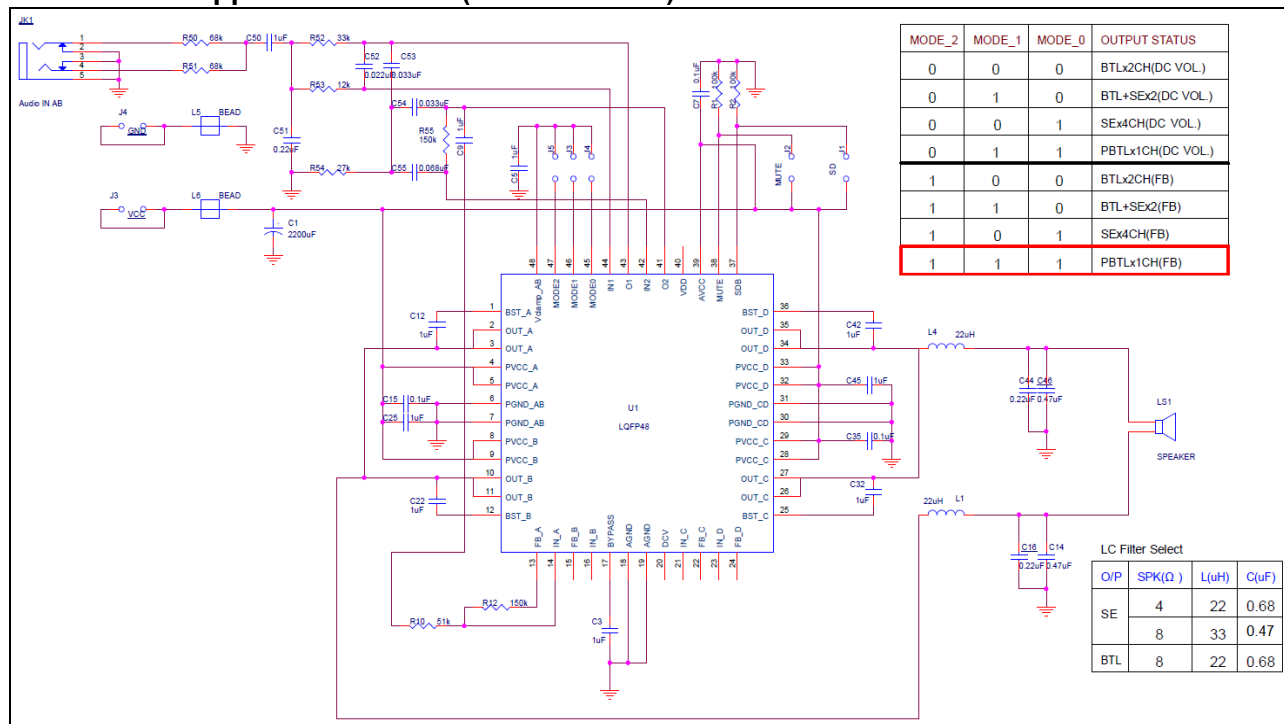 JK1
1
2
3
4
5
Audio IN AB
R50 68k
R51 68k
C50 1uF
R52 33k
C52
0.022uF
C53
0.033uF
R53 12k
C54 0.033uF
R55
150k
C9 1uF
C51
0.22uF
R54 27k
C55 0.068uF
J4
GND
L5 BEAD
J3
VCC
L6 BEAD
C1
2200uF
C5 1uF
J5
J3
J4
C7 0.1uF
R1 100k
R2 100k
J2
MUTE
J1
SD
MODE_2 MODE_1 MODE_0 OUTPUT STATUS
0 0 0 BTLx2CH(DC VOL.)
0 1 0 BTL+SEx2(DC VOL.)
0 0 1 SEx4CH(DC VOL.)
0 1 1 PBTLx1CH(DC VOL.)
1 0 0 BTLx2CH(FB)
1 1 0 BTL+SEx2(FB)
1 0 1 SEx4CH(FB)
1 1 1 PBTLx1CH(FB)
48 47 46 45 44 43 42 41 40 39 38 37
Vdamp_AB MODE2 MODE1 MODE0 IN1 O1 IN2 O2 VDD AVCC MUTE SDB
1 BST_A
2 OUT_A
3 OUT_A
4 PVCC_A
5 PVCC_A
6 PGND_AB
7 PGND_AB
8 PVCC_B
9 PVCC_B
10 OUT_B
11 OUT_B
12 BST_B
U1
LQFP48
BST_D 36
OUT_D 35
OUT_D 34
PVCC_D 33
PVCC_D 32
PGND_CD 31
PGND_CD 30
PVCC_C 29
PVCC_C 28
OUT_C 27
OUT_C 26
BST_C 25
FB_A IN_A FB_B IN_B BYPASS AGND AGND DCV IN_C FB_C IN_D FB_D
13 14 15 16 17 18 19 20 21 22 23 24
C12
1uF
C15 0.1uF
C25 1uF
C22
1uF
R12 150k
R10 51k
C3
1uF
C42
1uF
C45 1uF
C35 0.1uF
C32
1uF
L4 22uH
C44 C46
0.22uF 0.47uF
LS1
SPEAKER
22uH L1
C16 C14
0.22uF 0.47uF
LC Filter Select
O/P SPK(Ω ) L(uH) C(uF)
SE 4 22 0.68
8 33 0.47
BTL 8 22 0.68